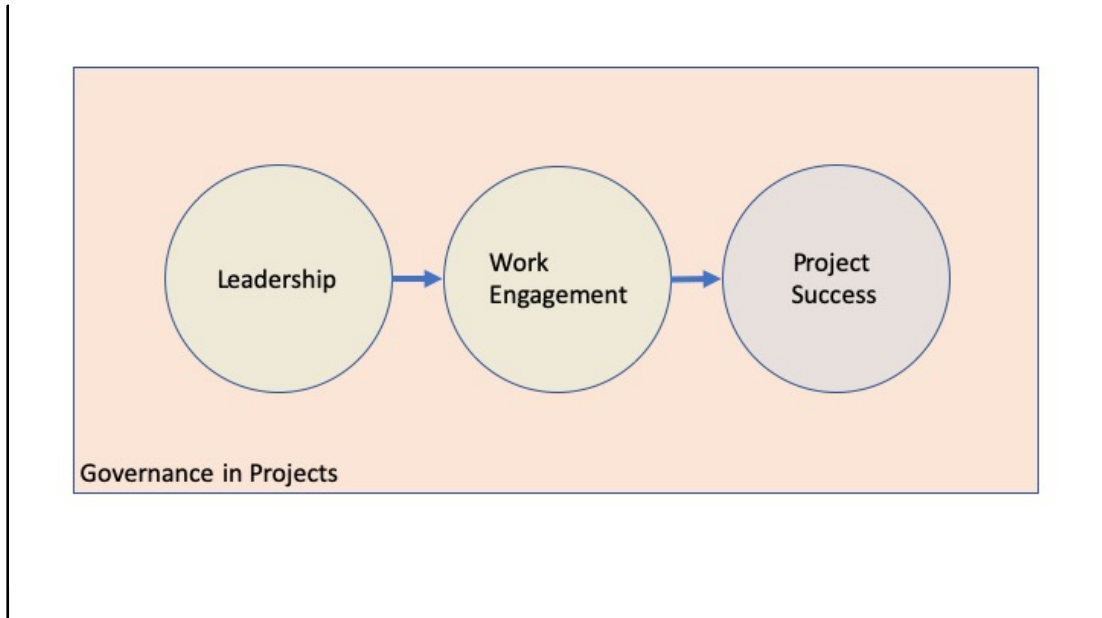 Leadership
Work
Engagement
Project
Success
Governance in Projects